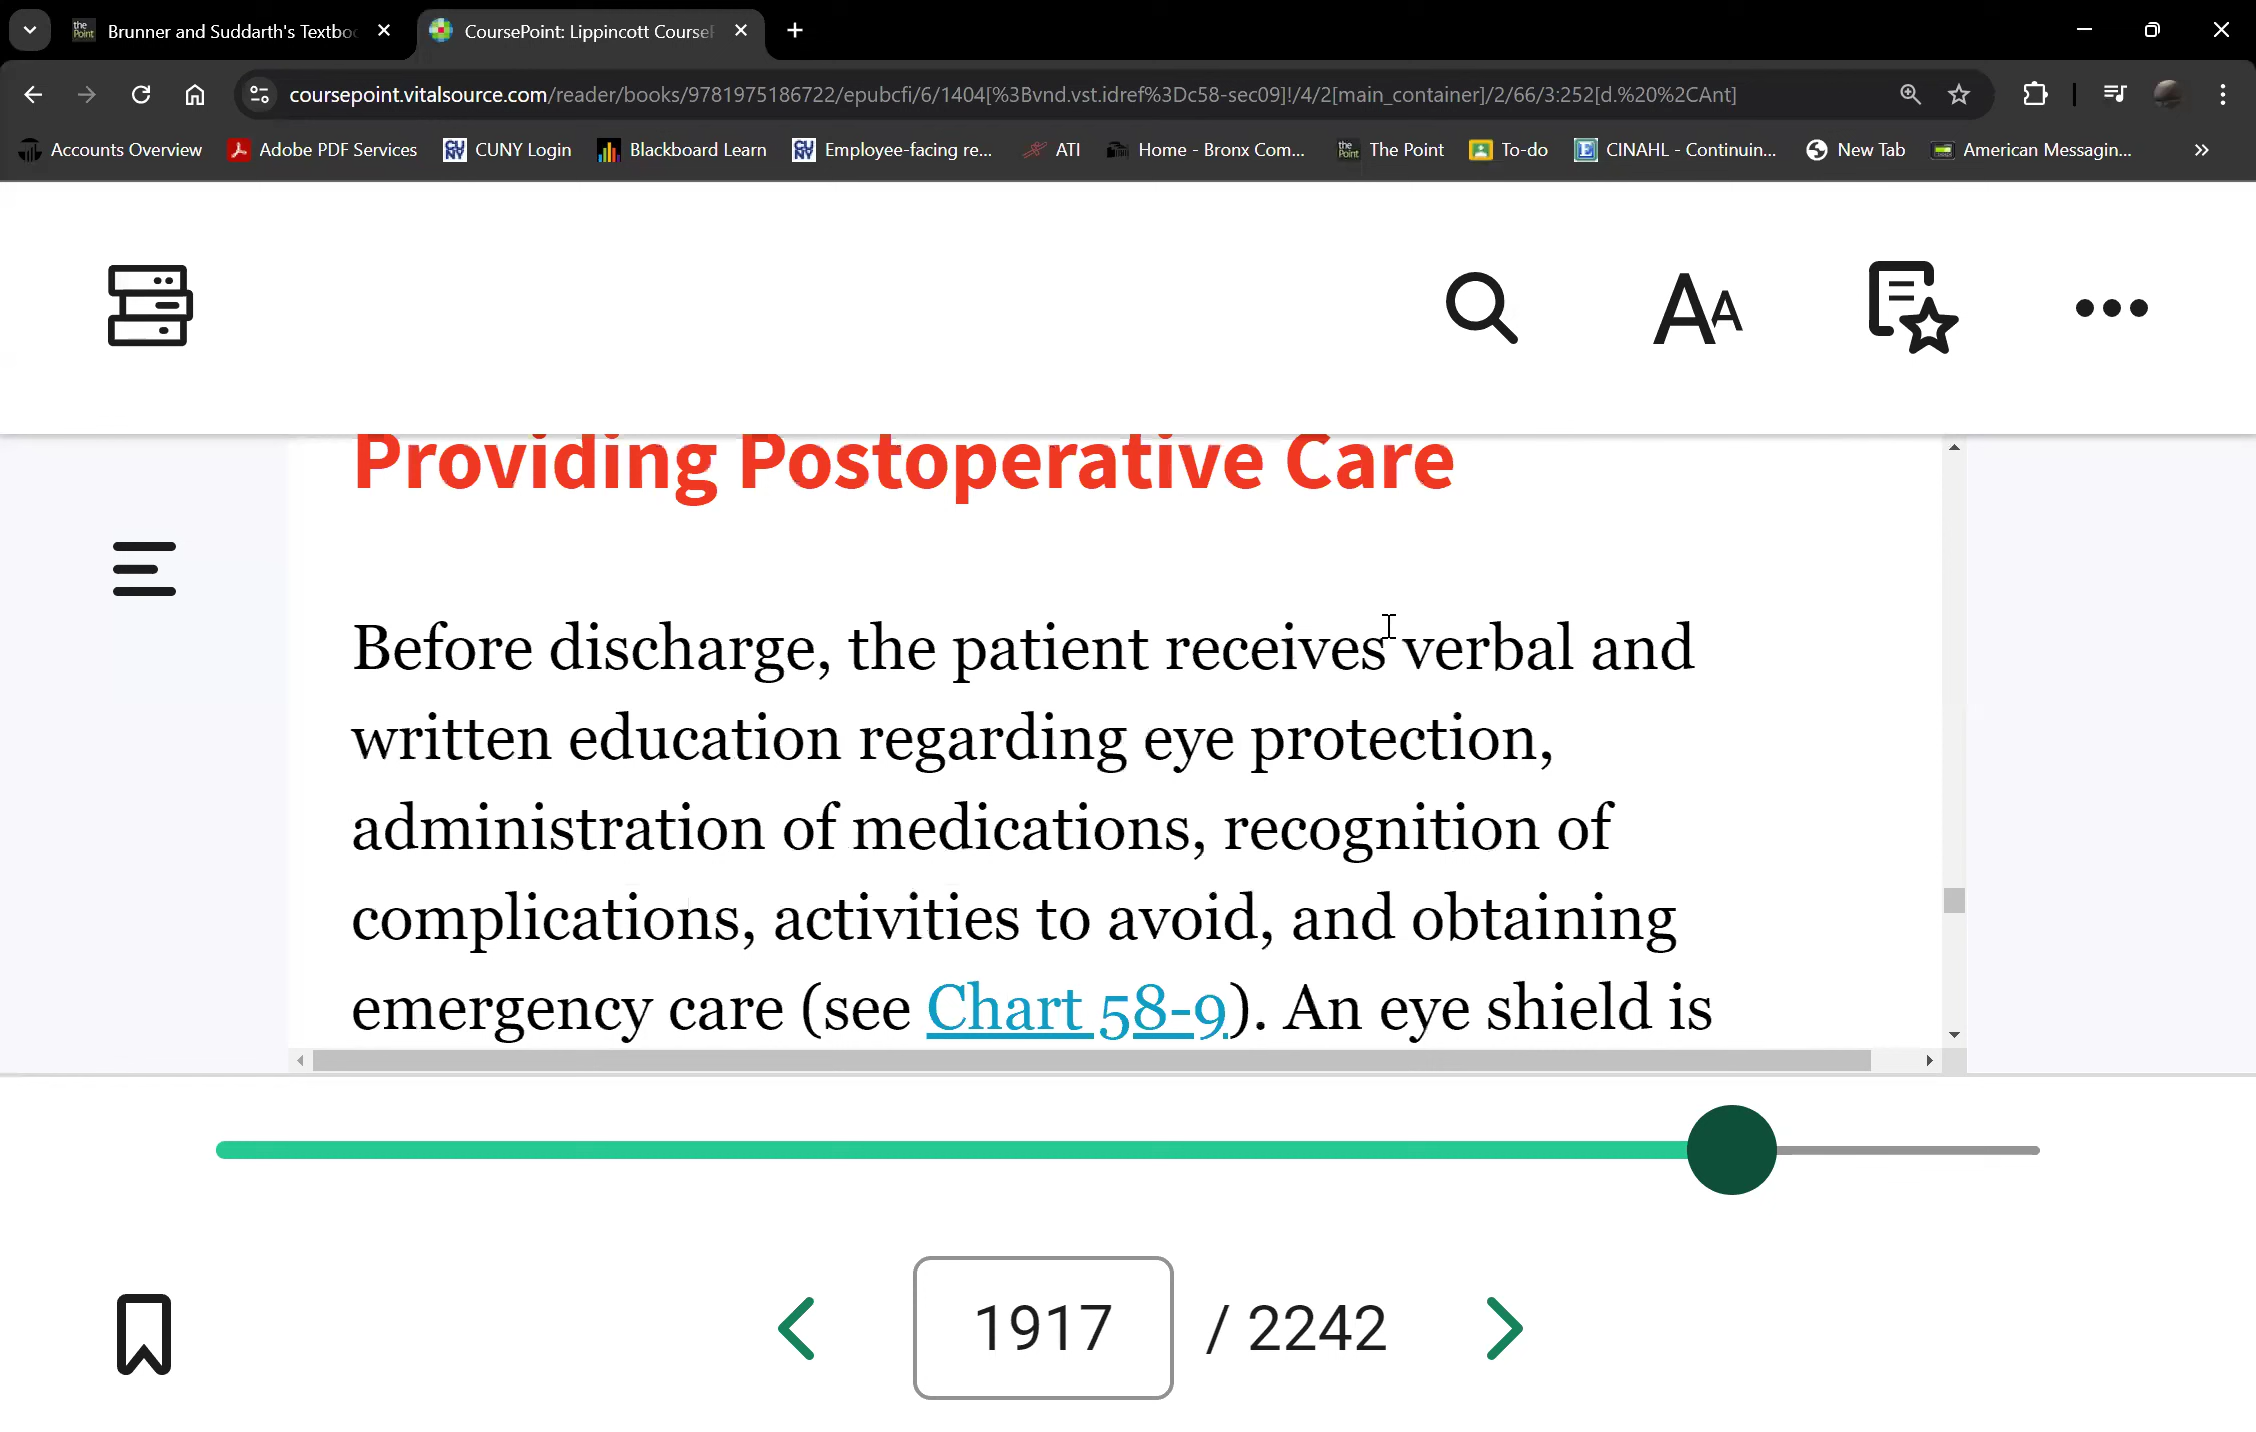 the Point Brunner and Suddarth's Textbo
CoursePoint: Lippincott CourseP
coursepoint.vitalsource.com/reader/books/9781975186722/epubcfi/6/1404[%3Bvnd.vst.idref%3Dc58-sec09]!/4/2[main_container]/2/66/3:252[d.%20%2CAnt]
Accounts Overview
Adobe PDF Services
CUNY Login
Blackboard Learn
Employee-facing re...
ATI
Home - Bronx Com...
The Point
To-do
CINAHL - Continuin...
New Tab
American Messagin...
Providing Postoperative Care
Before discharge, the patient receives verbal and
written education regarding eye protection,
administration of medications, recognition of
complications, activities to avoid, and obtaining
emergency care (see Chart 58-9). An eye shield is
1917 / 2242